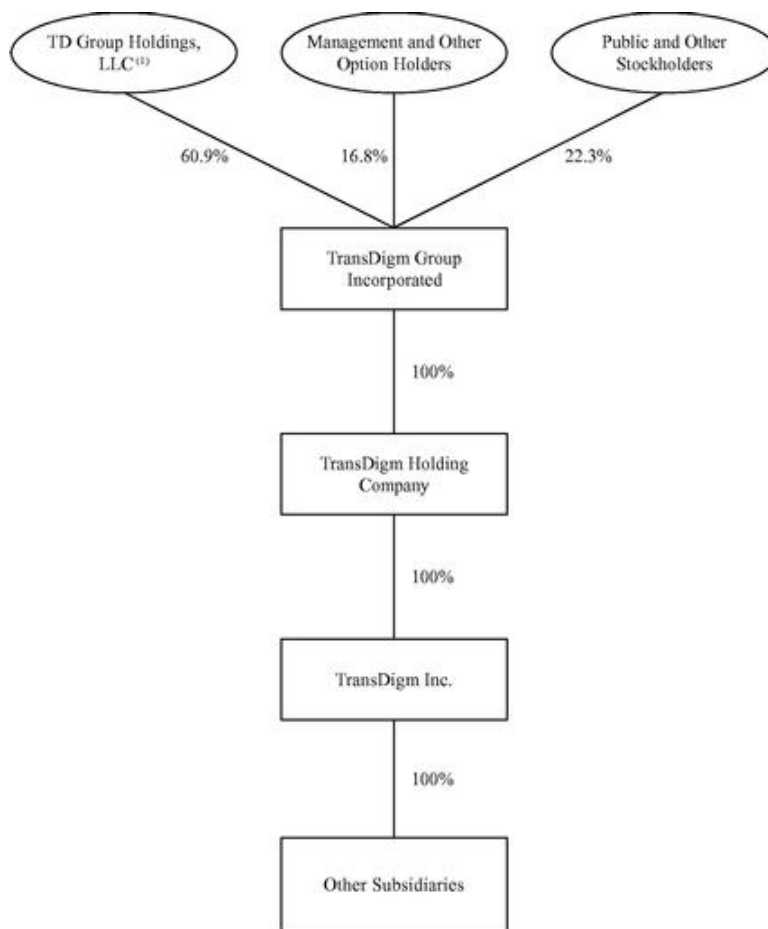 TD Group Holdings,
LLC(1)
Management and Other
Option Holders
Public and Other
Stockholders
60.9%
16.8%
22.3%
TransDigm Group
Incorporated
100%
TransDigm Holding
Company
100%
TransDigm Inc.
100%
Other Subsidiaries